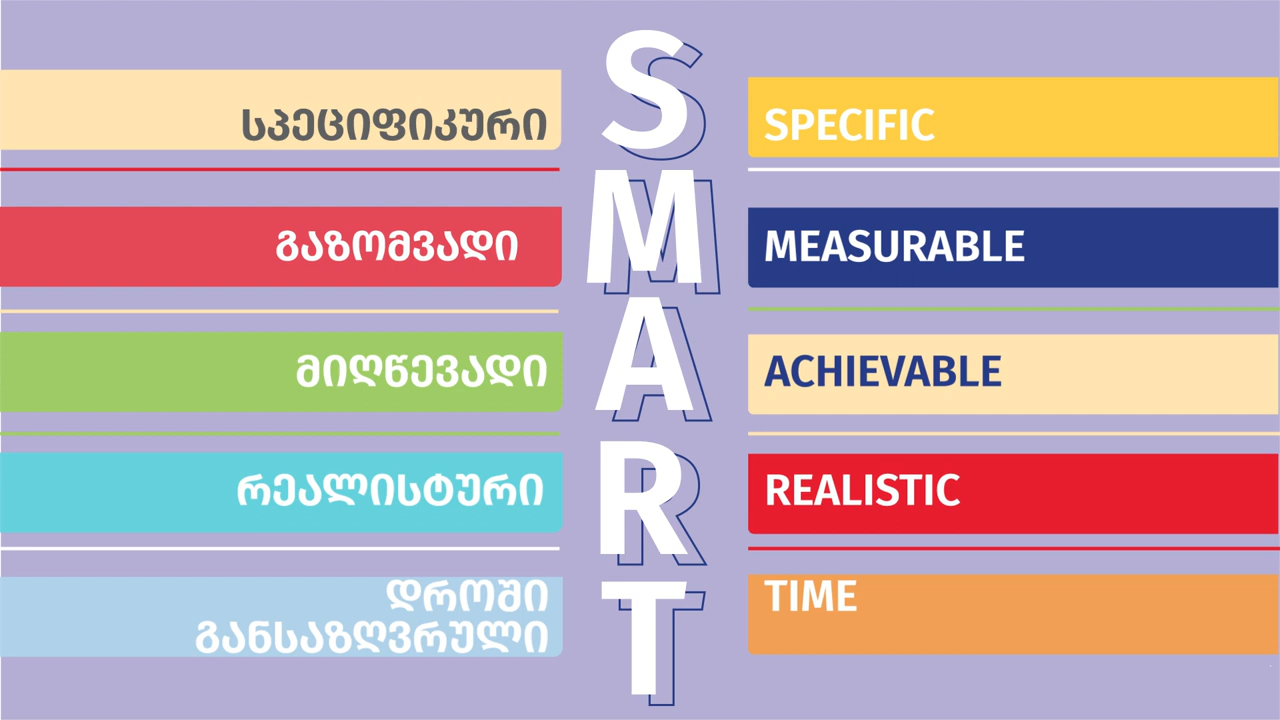 სპეციფიკური
გაზომვადი
მიღწევადი
რეალისტური
დროში
განსაზღვრული
S
M
A
R
T
SPECIFIC
MEASURABLE
ACHIEVABLE
REALISTIC
TIME